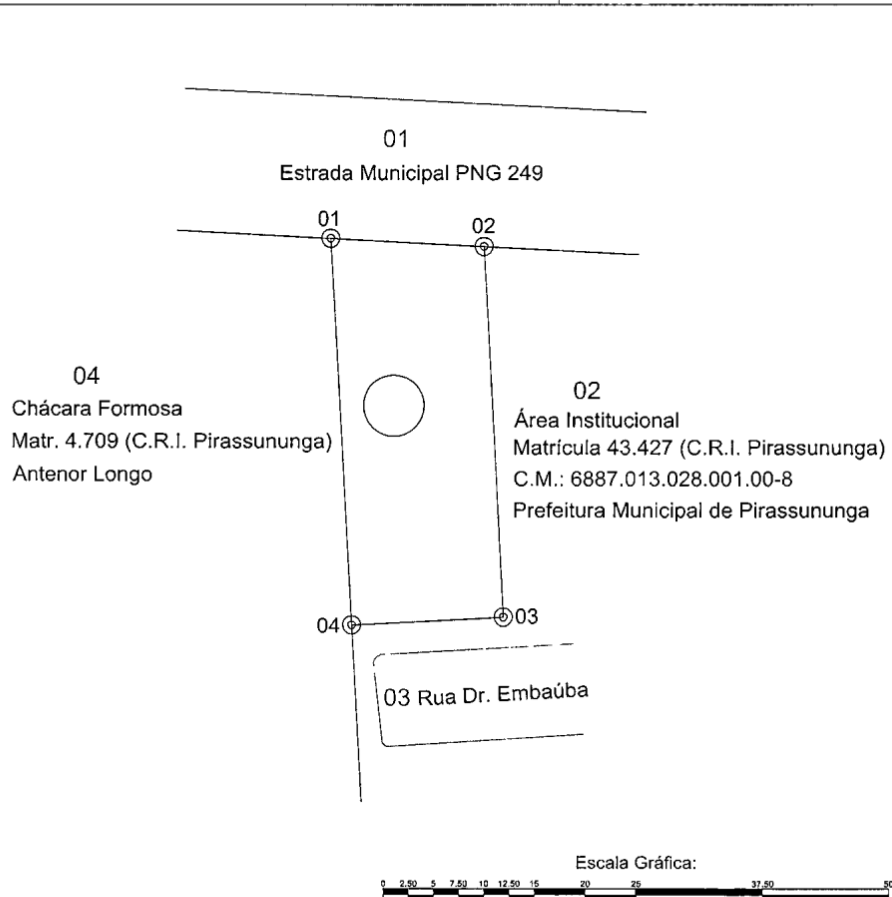 01
Estrada Municipal PNG 249
01
02
04
Chácara Formosa
Matr. 4.709 (C.R.I. Pirassununga)
Antenor Longo
02
Área Institucional
Matrícula 43.427 (C.R.I. Pirassununga)
C.M.: 6887.013.028.001.00-8
Prefeitura Municipal de Pirassununga
04
03
03 Rua Dr. Embaúba
Escala Gráfica:
0 2.50 5 7.50 10 12.50 15 20 25 37.50 50